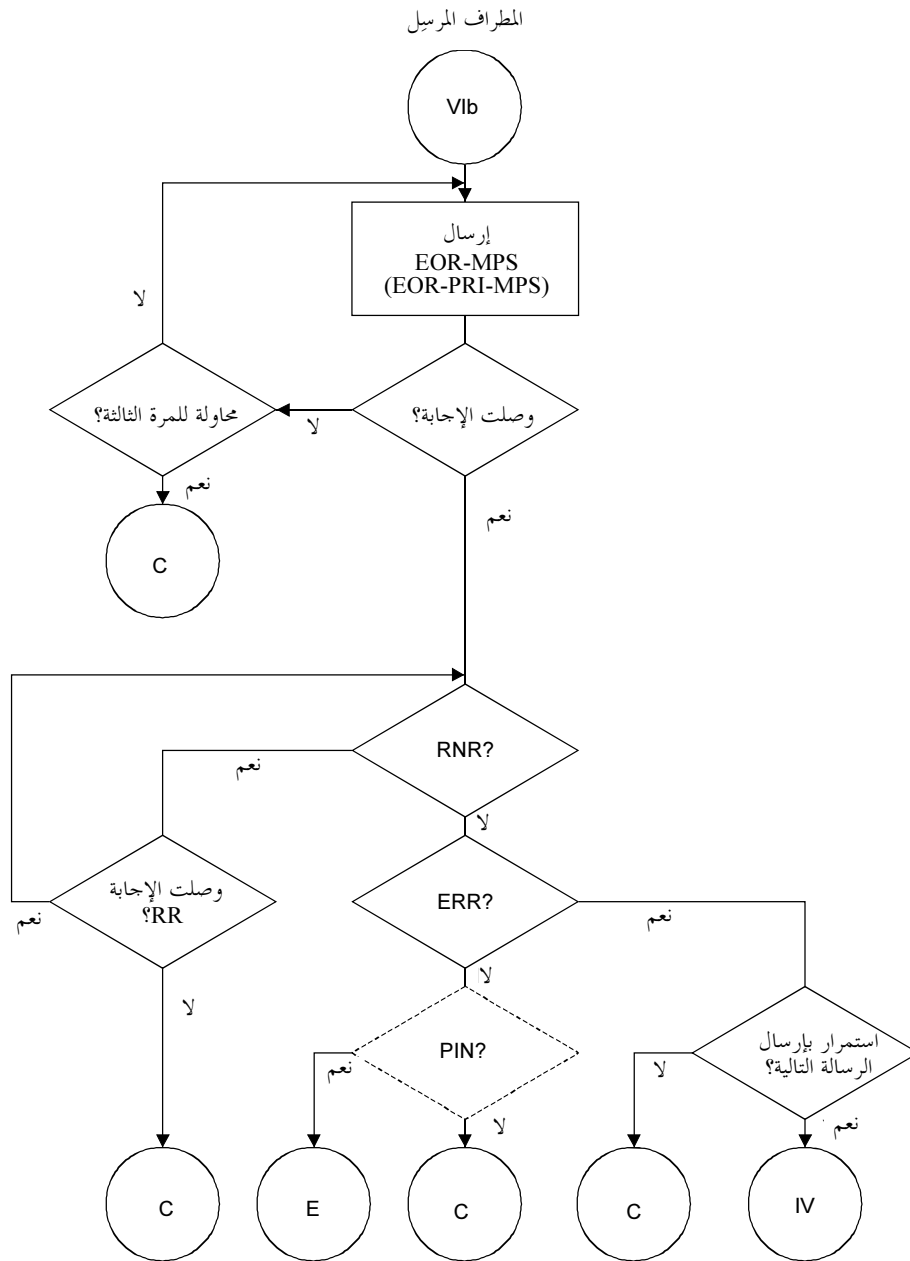 المطراف المرسِل
VIb
إرسال
EOR-MPS
(EOR-PRI-MPS)
لا
وصلت الإجابة؟
لا
محاولة للمرة الثالثة؟
نعم
نعم
C
RNR?
نعم
لا
وصلت الإجابة
RR؟
نعم
ERR?
نعم
لا
لا
PIN?
نعم
لا
استمرار بإرسال
الرسالة التالية؟
لا
نعم
C
E
C
C
IV